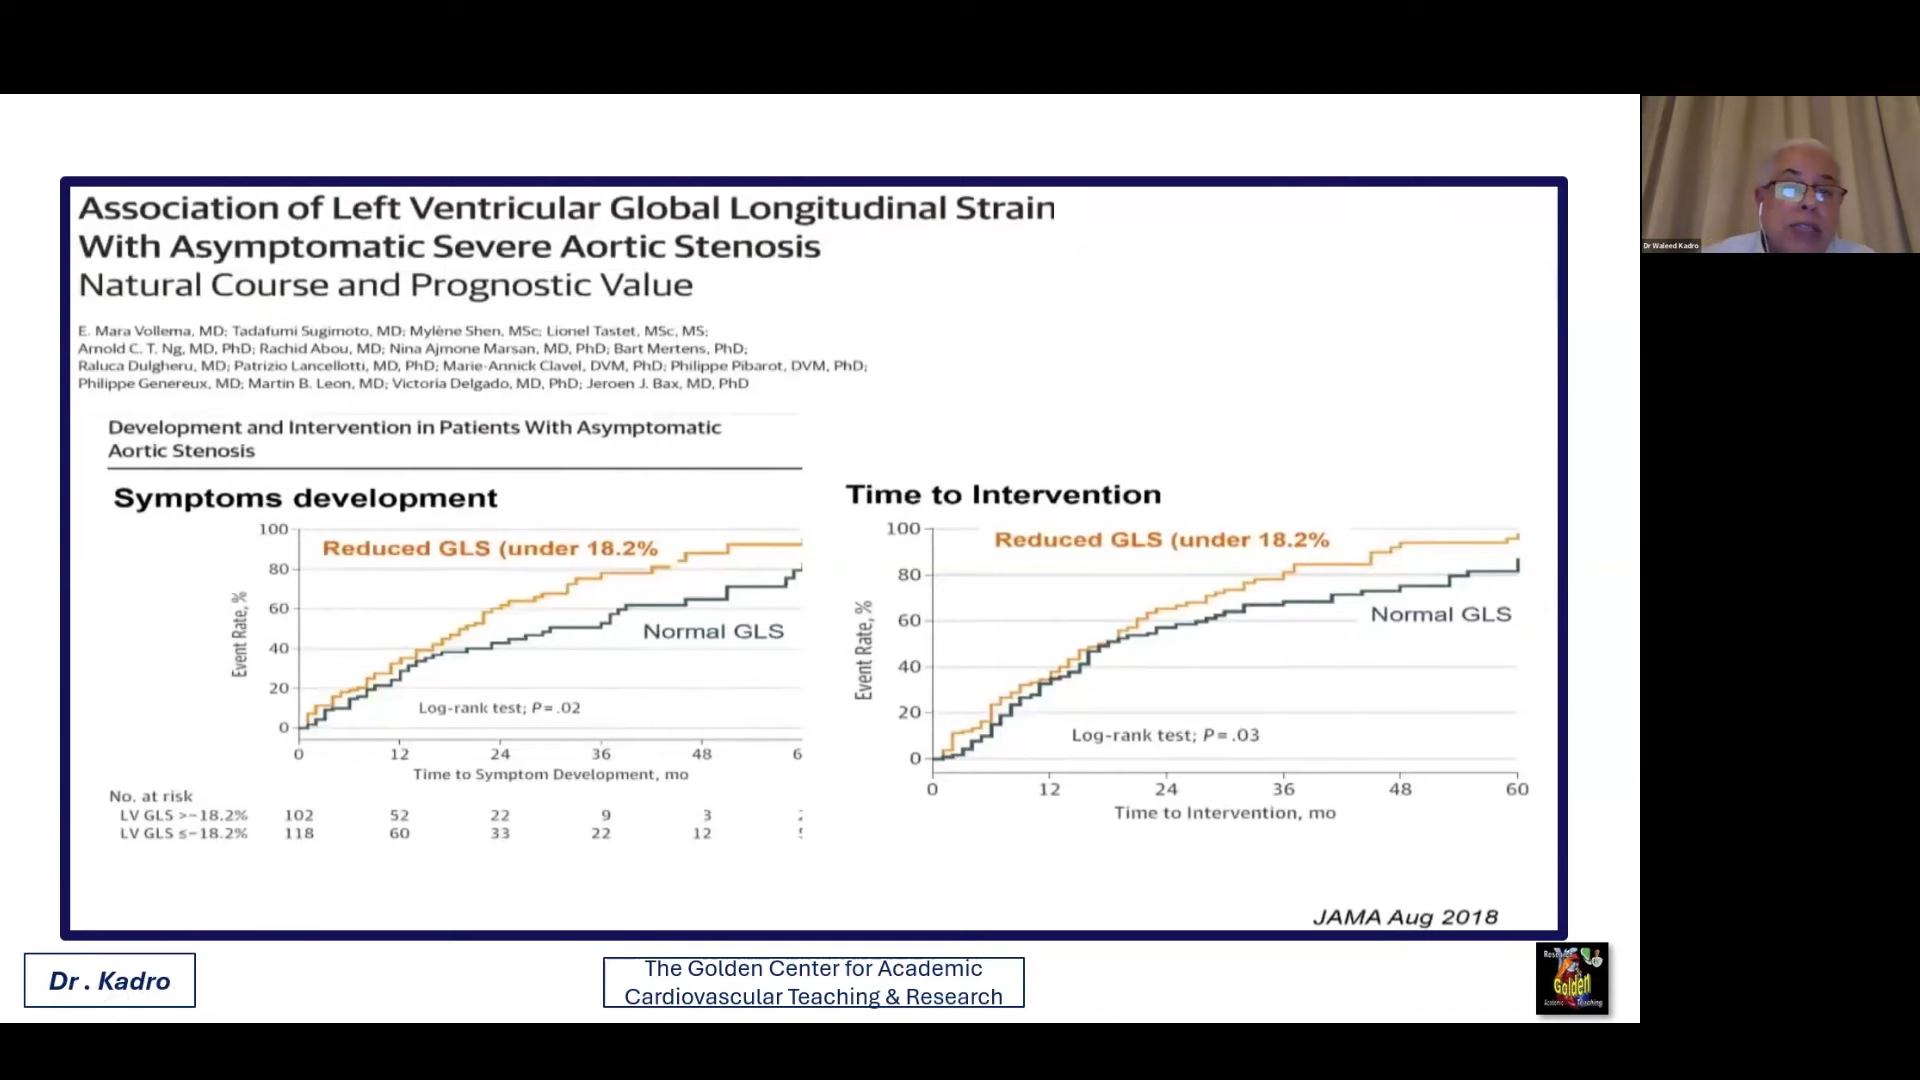 Association of Left Ventricular Global Longitudinal Strain
With Asymptomatic Severe Aortic Stenosis
Natural Course and Prognostic Value
E. Mara Vollema, MD; Tadafumi Sugimoto, MD; Mylène Shen, MSc; Lionel Tastet, MSc, MS;
Arnold C. T. Ng, MD, PhD; Rachid Abou, MD; Nina Ajmone Marsan, MD, PhD; Bart Mertens, PhD;
Raluca Dulgheru, MD; Patrizio Lancellotti, MD, PhD; Marie-Annick Clavel, DVM, PhD; Philippe Pibarot, DVM, PhD;
Philippe Genereux, MD; Martin B. Leon, MD; Victoria Delgado, MD, PhD; Jeroen J. Bax, MD, PhD
Development and Intervention in Patients With Asymptomatic
Aortic Stenosis
Symptoms development
100
80
60
40
20
0
Event Rate, %
Reduced GLS (under 18.2%
Normal GLS
Log-rank test; P=.02
0 12 24 36 48 6
Time to Symptom Development, mo
No. at risk
LV GLS >−18.2% 102 52 22 9 3
LV GLS ≤−18.2% 118 60 33 22 12
Time to Intervention
100
80
60
40
20
0
Event Rate, %
Reduced GLS (under 18.2%
Normal GLS
Log-rank test; P=.03
0 12 24 36 48 60
Time to Intervention, mo
JAMA Aug 2018
Dr . Kadro
The Golden Center for Academic
Cardiovascular Teaching & Research
Golden
Academic Teaching
Dr Waleed Kadro